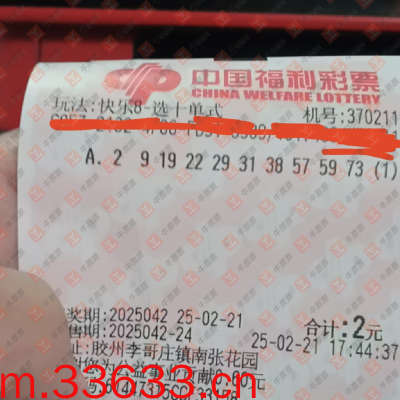 中国福利彩票
CHINA WELFARE LOTTERY
玩法:快乐8-选十单式
机号:370211
A. 2 9 19 22 29 31 38 57 59 73 (1)
奖期:2025042 25-02-21
合计:2元
售期:2025042-24
25-02-21 17:44:37
址:胶州李哥庄镇南张花园
m.33633.cn